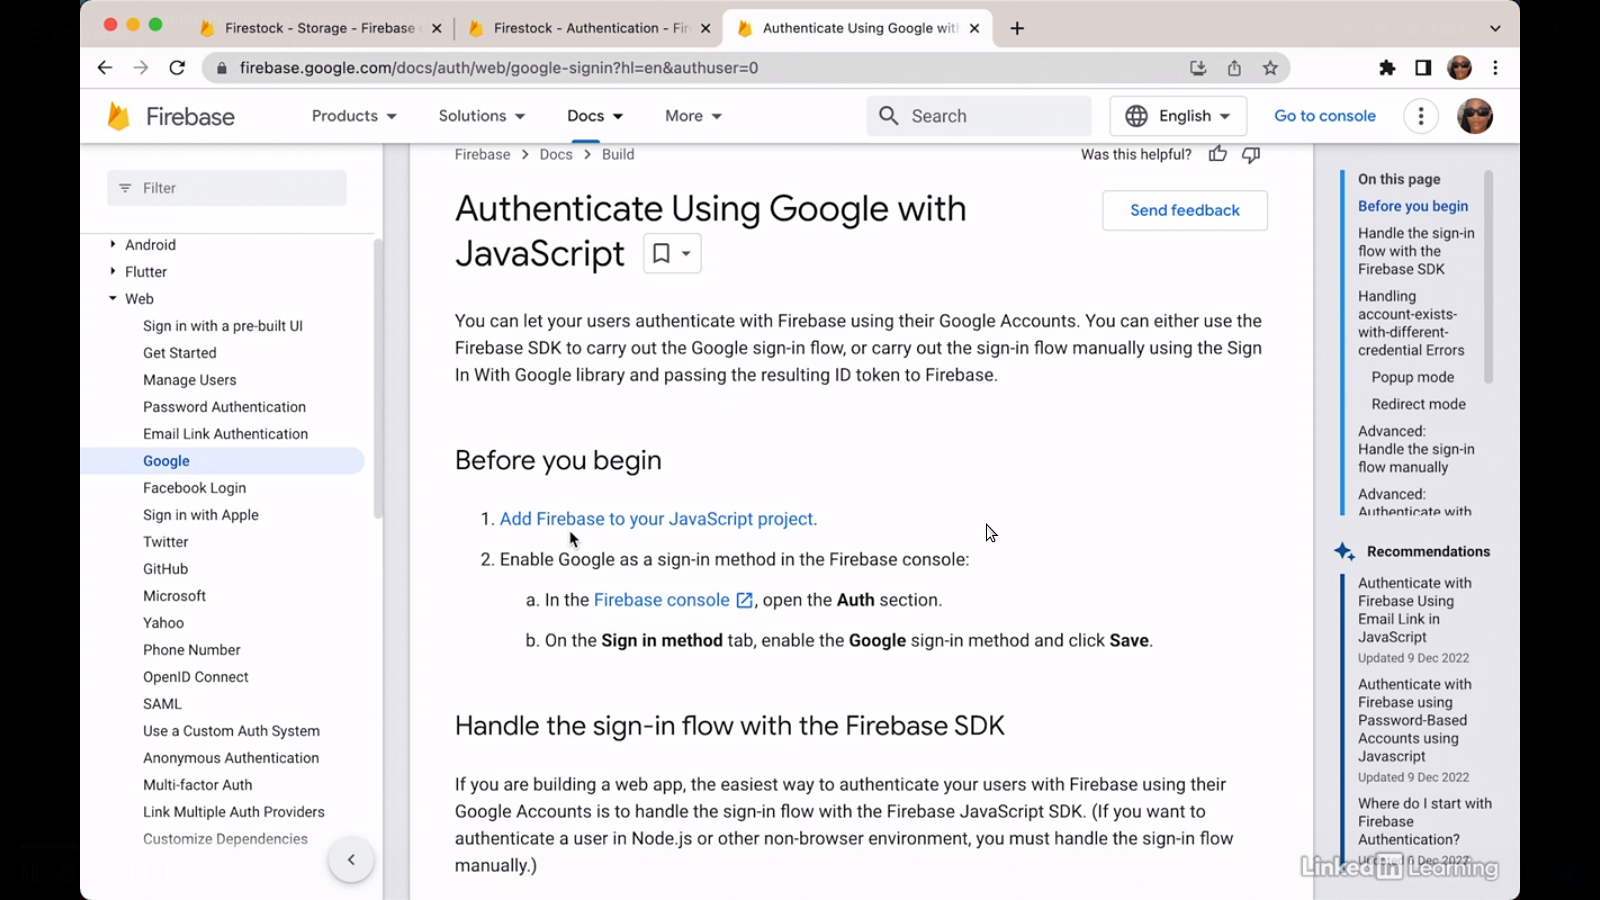 Firestock - Storage - Firebase
Firestock - Authentication - Fir
Authenticate Using Google with
firebase.google.com/docs/auth/web/google-signin?hl=en&authuser=0
Firebase
Products
Solutions
Docs
More
Search
English
Go to console
Filter
Android
Flutter
Web
Sign in with a pre-built UI
Get Started
Manage Users
Password Authentication
Email Link Authentication
Google
Facebook Login
Sign in with Apple
Twitter
GitHub
Microsoft
Yahoo
Phone Number
OpenID Connect
SAML
Use a Custom Auth System
Anonymous Authentication
Multi-factor Auth
Link Multiple Auth Providers
Customize Dependencies
Firebase > Docs > Build
Was this helpful?
Authenticate Using Google with
JavaScript
Send feedback
You can let your users authenticate with Firebase using their Google Accounts. You can either use the
Firebase SDK to carry out the Google sign-in flow, or carry out the sign-in flow manually using the Sign
In With Google library and passing the resulting ID token to Firebase.
Before you begin
1. Add Firebase to your JavaScript project.
2. Enable Google as a sign-in method in the Firebase console:
a. In the Firebase console, open the Auth section.
b. On the Sign in method tab, enable the Google sign-in method and click Save.
Handle the sign-in flow with the Firebase SDK
If you are building a web app, the easiest way to authenticate your users with Firebase using their
Google Accounts is to handle the sign-in flow with the Firebase JavaScript SDK. (If you want to
authenticate a user in Node.js or other non-browser environment, you must handle the sign-in flow
manually.)
On this page
Before you begin
Handle the sign-in
flow with the
Firebase SDK
Handling
account-exists-
with-different-
credential Errors
Popup mode
Redirect mode
Advanced:
Handle the sign-in
flow manually
Advanced:
Authenticate with
Recommendations
Authenticate with
Firebase Using
Email Link in
JavaScript
Updated 9 Dec 2022
Authenticate with
Firebase using
Password-Based
Accounts using
Javascript
Updated 9 Dec 2022
Where do I start with
Firebase
Authentication?
Updated 6 Dec 2022
LinkedIn Learning